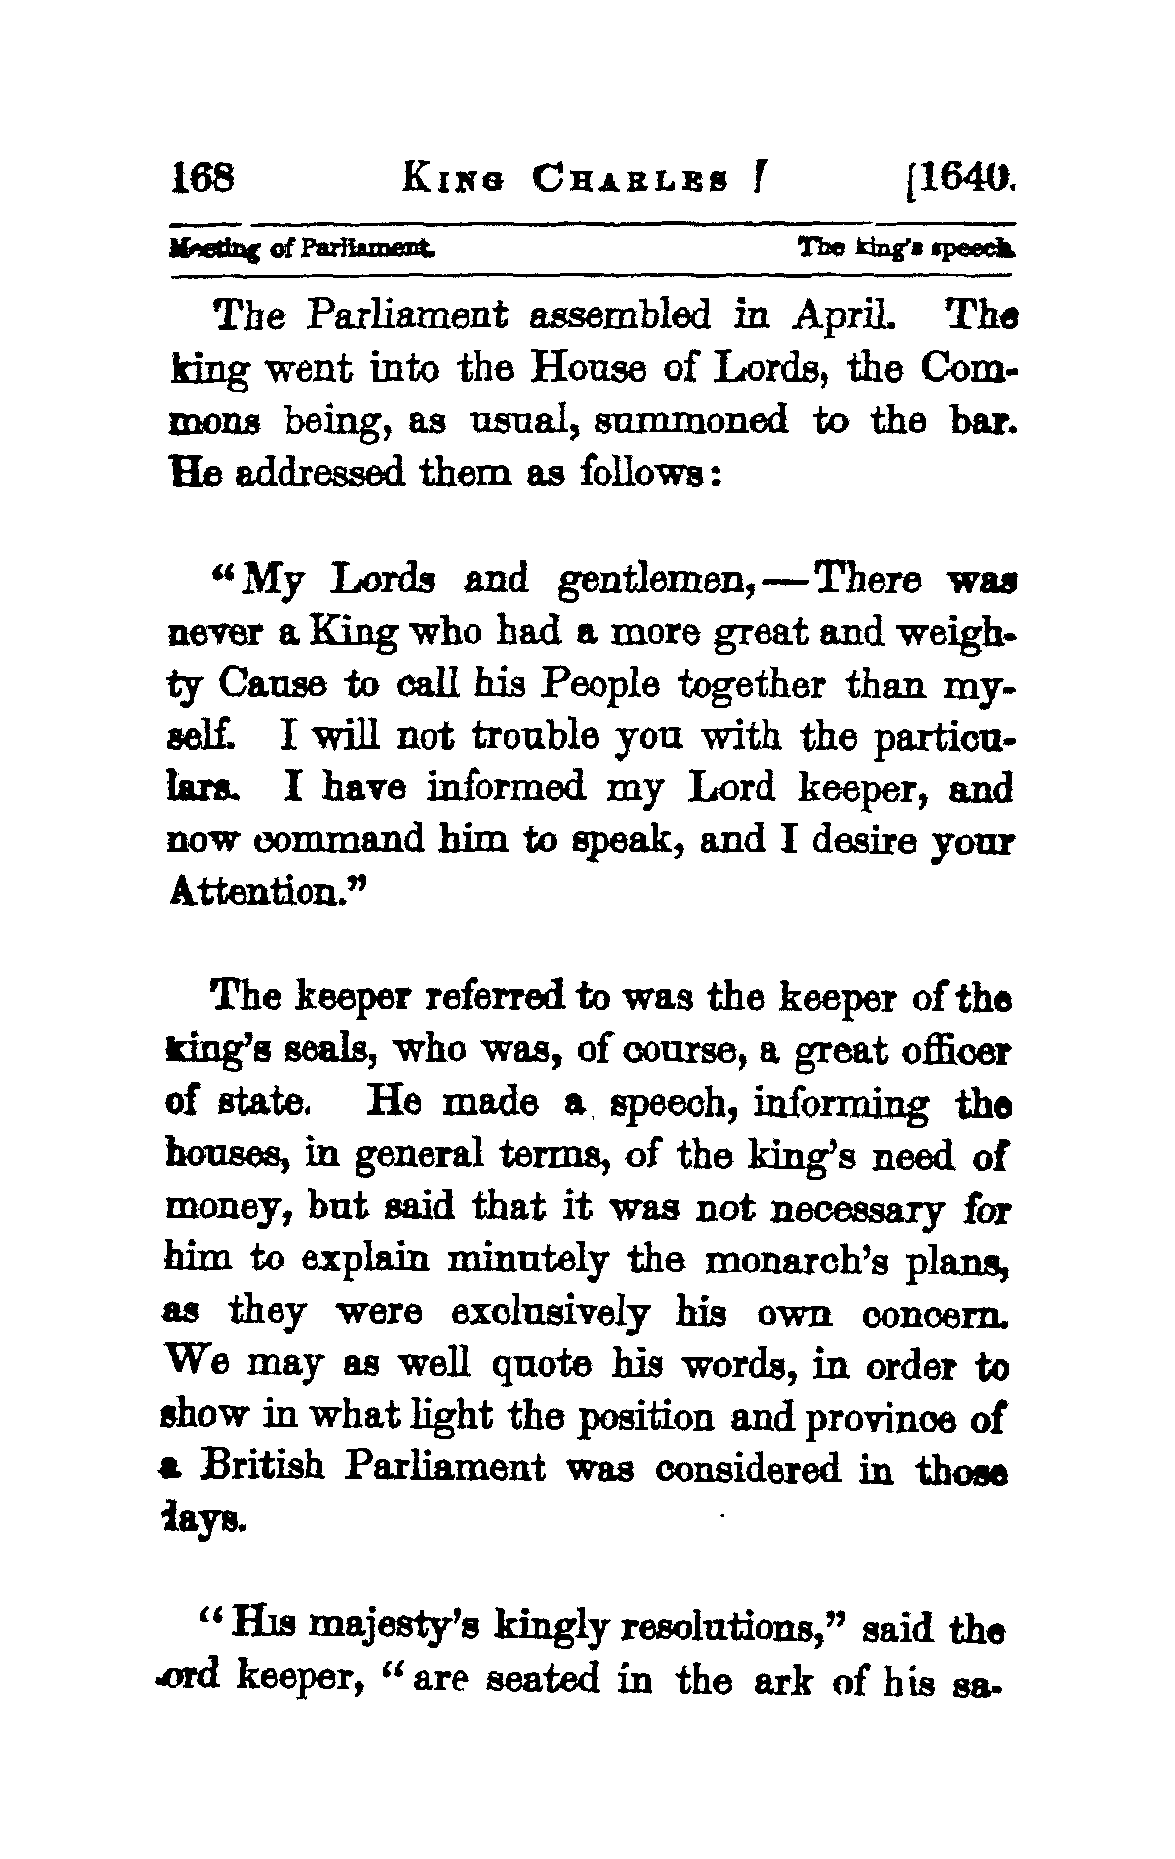 168 King Charles I [1640.
Meeting of Parliament. The king's speech.
The Parliament assembled in April. The
king went into the House of Lords, the Com-
mons being, as usual, summoned to the bar.
He addressed them as follows:
"My Lords and gentlemen,—There was
never a King who had a more great and weigh-
ty Cause to call his People together than my-
self. I will not trouble you with the particu-
lars. I have informed my Lord keeper, and
now command him to speak, and I desire your
Attention."
The keeper referred to was the keeper of the
king's seals, who was, of course, a great officer
of state. He made a speech, informing the
houses, in general terms, of the king's need of
money, but said that it was not necessary for
him to explain minutely the monarch's plans,
as they were exclusively his own concern.
We may as well quote his words, in order to
show in what light the position and province of
a British Parliament was considered in those
days.
"His majesty's kingly resolutions," said the
lord keeper, "are seated in the ark of his sa-